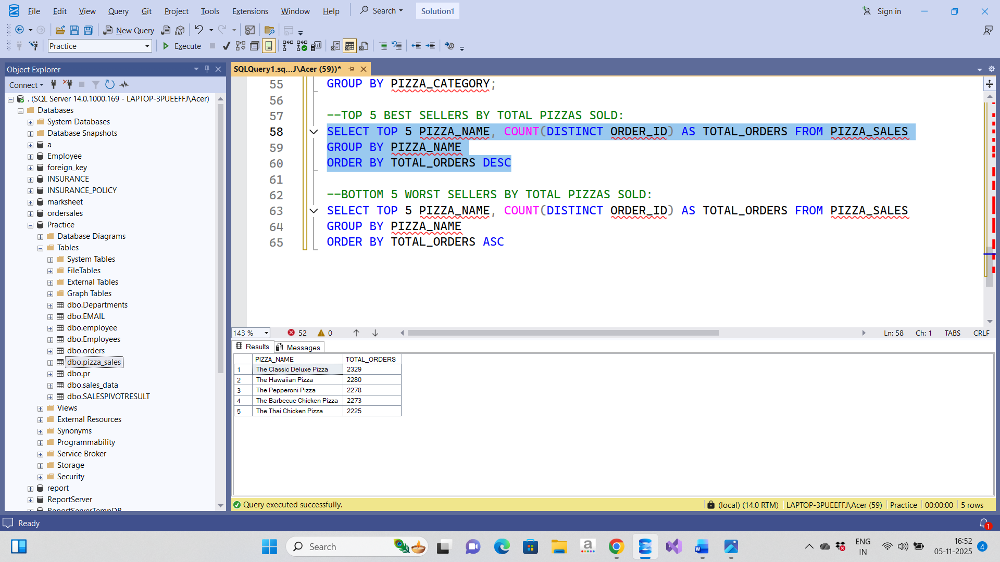 File Edit View Query Git Project Tools Extensions Window Help Search Solution1 Sign in
New Query
Practice Execute
Object Explorer
Connect
. (SQL Server 14.0.1000.169 - LAPTOP-3PUEEFFJ\Acer)
Databases
System Databases
Database Snapshots
a
Employee
foreign_key
INSURANCE
INSURANCE_POLICY
marksheet
ordersales
Practice
Database Diagrams
Tables
System Tables
FileTables
External Tables
Graph Tables
dbo.Departments
dbo.EMAIL
dbo.employee
dbo.Employees
dbo.orders
dbo.pizza_sales
dbo.pr
dbo.sales_data
dbo.SALESPIVOTRESULT
Views
External Resources
Synonyms
Programmability
Service Broker
Storage
Security
report
ReportServer
ReportServerTempDB
SQLQuery1.sq...J\Acer (59))*
55 GROUP BY PIZZA_CATEGORY;
56
57 --TOP 5 BEST SELLERS BY TOTAL PIZZAS SOLD:
58 SELECT TOP 5 PIZZA_NAME, COUNT(DISTINCT ORDER_ID) AS TOTAL_ORDERS FROM PIZZA_SALES
59 GROUP BY PIZZA_NAME
60 ORDER BY TOTAL_ORDERS DESC
61
62 --BOTTOM 5 WORST SELLERS BY TOTAL PIZZAS SOLD:
63 SELECT TOP 5 PIZZA_NAME, COUNT(DISTINCT ORDER_ID) AS TOTAL_ORDERS FROM PIZZA_SALES
64 GROUP BY PIZZA_NAME
65 ORDER BY TOTAL_ORDERS ASC
143 % 52 0 Ln: 58 Ch: 1 TABS CRLF
Results Messages
PIZZA_NAME TOTAL_ORDERS
1 The Classic Deluxe Pizza 2329
2 The Hawaiian Pizza 2280
3 The Pepperoni Pizza 2278
4 The Barbecue Chicken Pizza 2273
5 The Thai Chicken Pizza 2225
Query executed successfully. (local) (14.0 RTM) LAPTOP-3PUEEFFJ\Acer (59) Practice 00:00:00 5 rows
Ready 1
Search ENG IN 16:52 05-11-2025 4